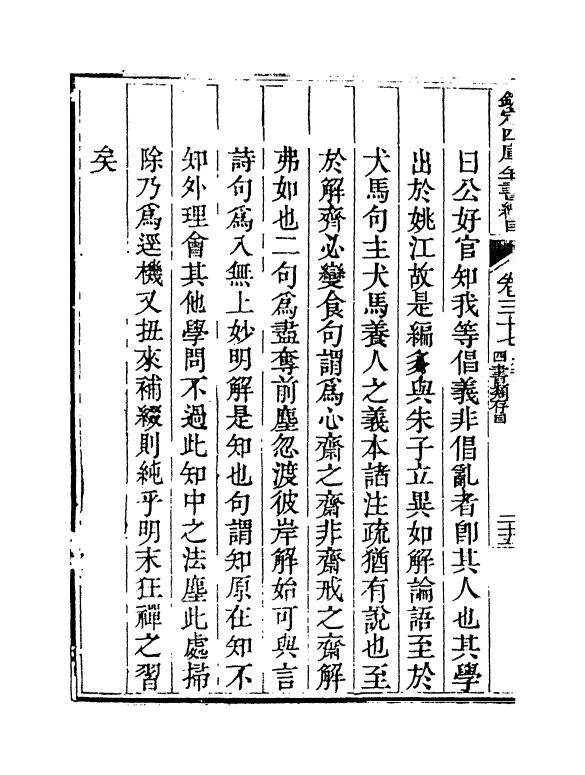 欽定四庫全書總目 卷三十七 四書類存目 二十五
曰公好官知我等倡義非倡亂者卽其人也其學
出於姚江故是編多與朱子立異如解論語至於
犬馬句主犬馬養人之義本諸注疏猶有說也至
於解齊必變食句謂爲心齋之齋非齋戒之齋解
弗如也二句爲盡奪前塵忽渡彼岸解始可與言
詩句爲入無上妙明解是知也句謂知原在知不
知外理會其他學問不過此知中之法塵此處掃
除乃爲逕機又扭來補綴則純乎明末狂禪之習
矣